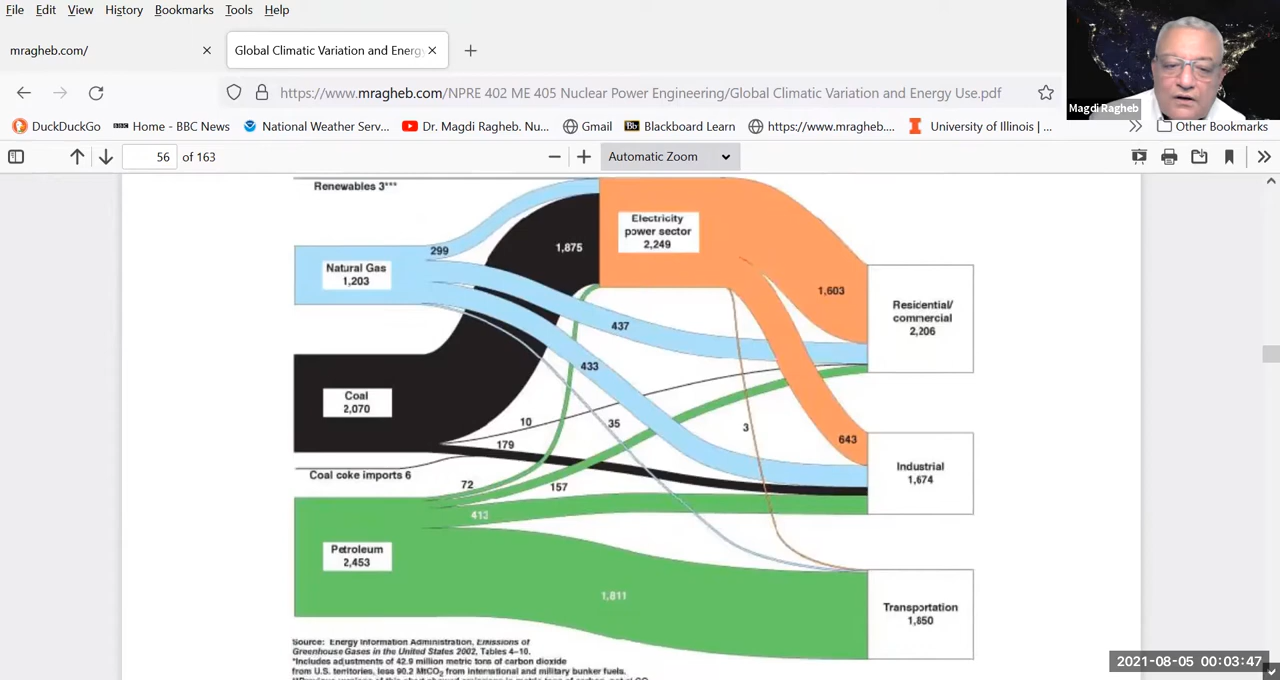 File Edit View History Bookmarks Tools Help
mragheb.com/
Global Climatic Variation and Energy
https://www.mragheb.com/NPRE 402 ME 405 Nuclear Power Engineering/Global Climatic Variation and Energy Use.pdf
Magdi Ragheb
DuckDuckGo
BBC Home - BBC News
National Weather Serv...
Dr. Magdi Ragheb. Nu...
Gmail
Bb Blackboard Learn
https://www.mragheb....
I University of Illinois | ...
Other Bookmarks
56 of 163
Automatic Zoom
Renewables 3***
Electricity
power sector
2,249
299
1,875
Natural Gas
1,203
1,603
Residential/
commercial
2,206
437
433
Coal
2,070
10
35
3
179
643
Industrial
1,674
Coal coke imports 6
72
157
413
Petroleum
2,453
1,811
Transportation
1,850
Source: Energy Information Administration, Emissions of
Greenhouse Gases in the United States 2002, Tables 4–10.
*Includes adjustments of 42.9 million metric tons of carbon dioxide
from U.S. territories, less 90.2 MtCO2 from international and military bunker fuels.
2021-08-05 00:03:47